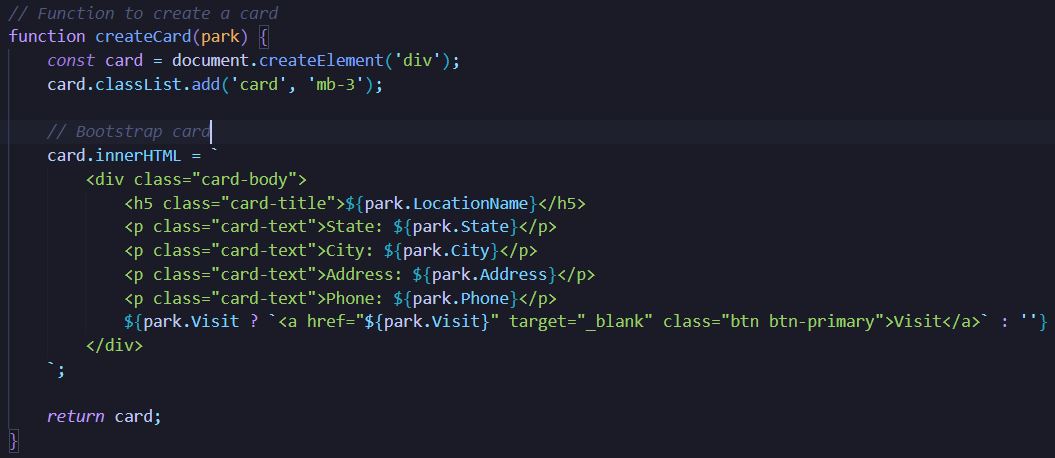 // Function to create a card
function createCard(park) {
    const card = document.createElement('div');
    card.classList.add('card', 'mb-3');

    // Bootstrap card
    card.innerHTML = `
        <div class="card-body">
            <h5 class="card-title">${park.LocationName}</h5>
            <p class="card-text">State: ${park.State}</p>
            <p class="card-text">City: ${park.City}</p>
            <p class="card-text">Address: ${park.Address}</p>
            <p class="card-text">Phone: ${park.Phone}</p>
            ${park.Visit ? `<a href="${park.Visit}" target="_blank" class="btn btn-primary">Visit</a>` : ''}
        </div>
    `;

    return card;
}